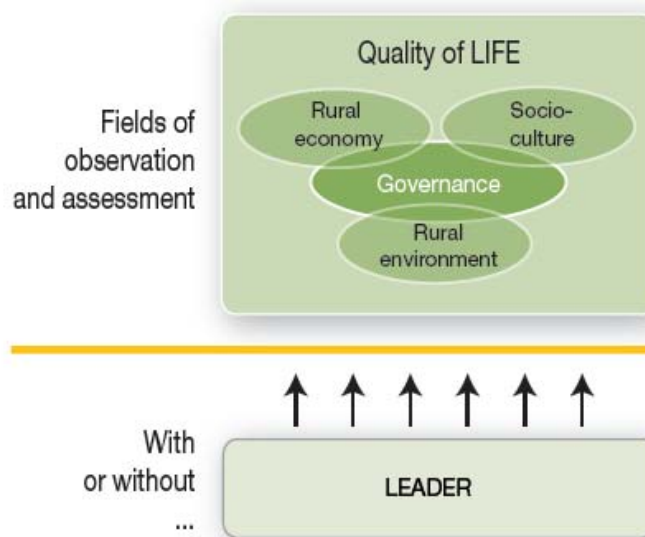 Quality of LIFE
Fields of
observation
and assessment
Rural
economy
Socio-
culture
Governance
Rural
environment
With
or without
...
LEADER